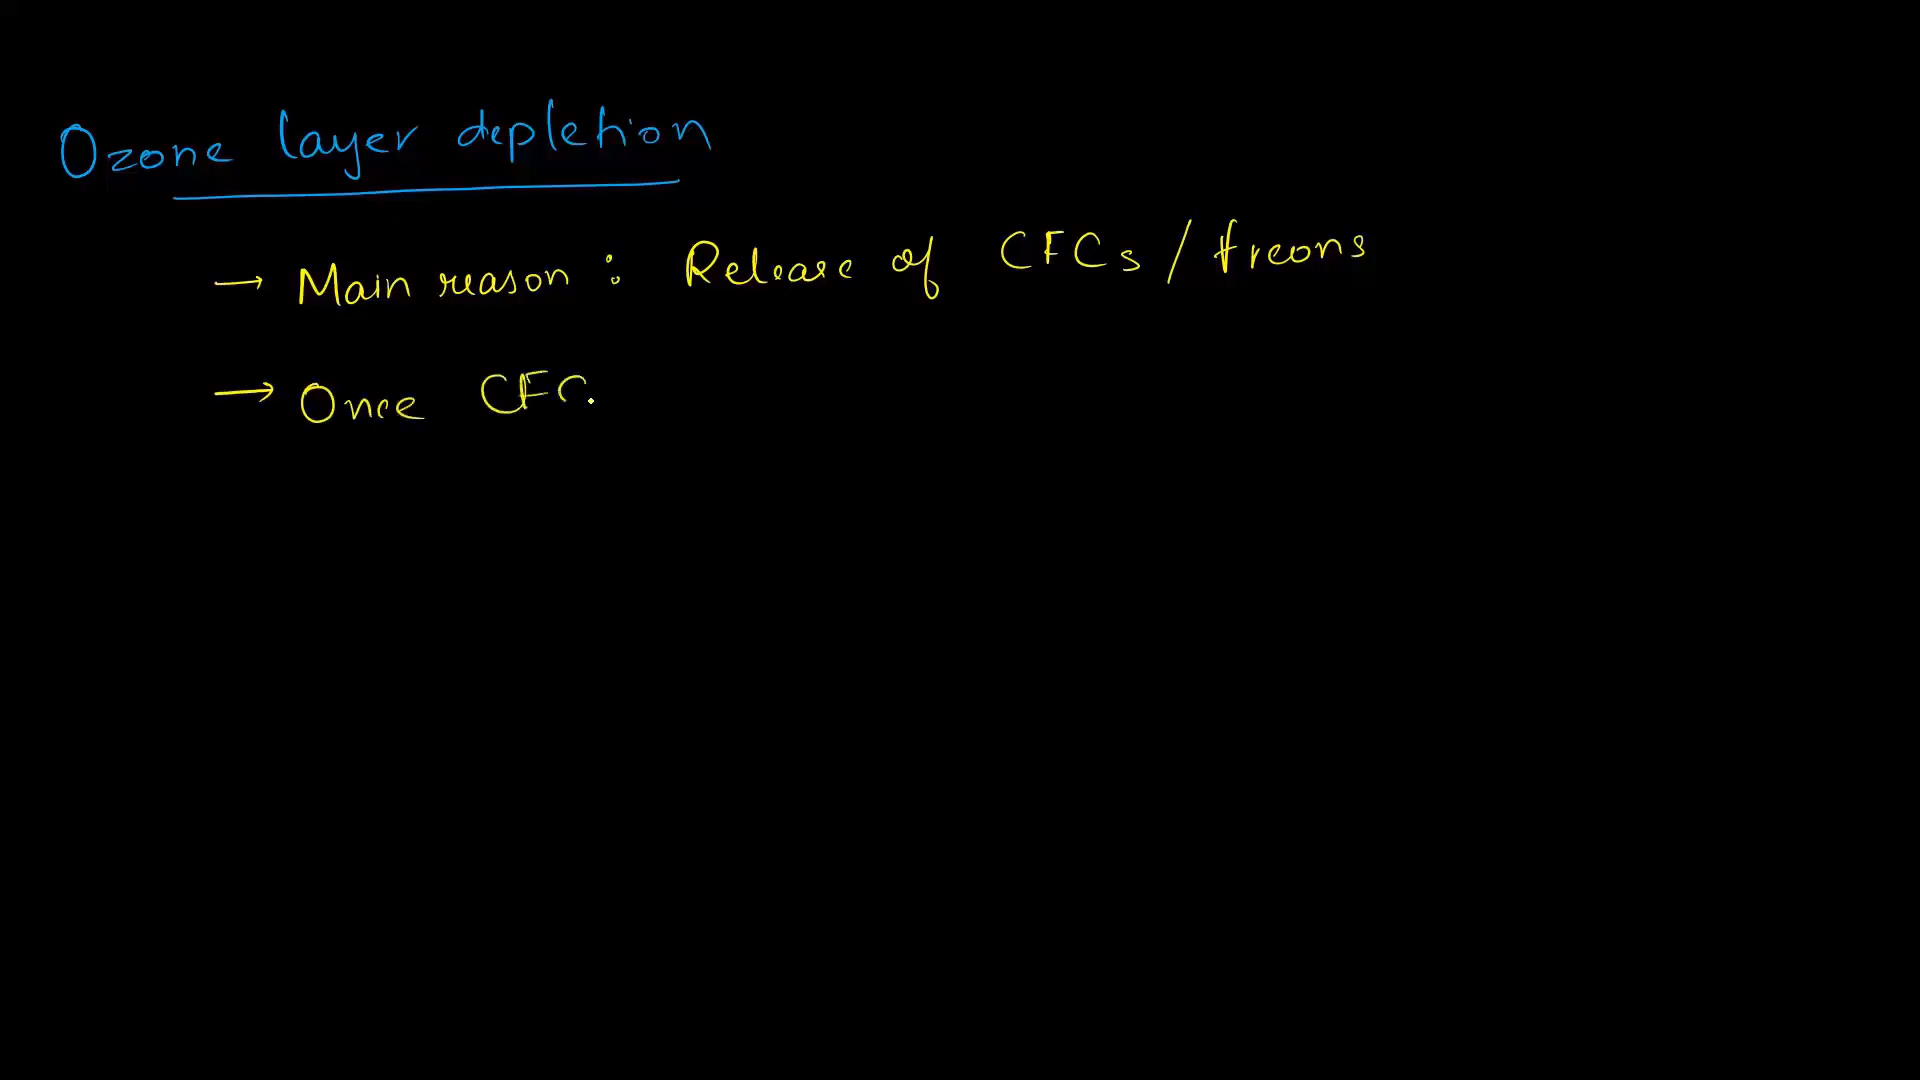 Ozone layer depletion
→ Main reason : Release of CFCs / freons
→ Once CFC